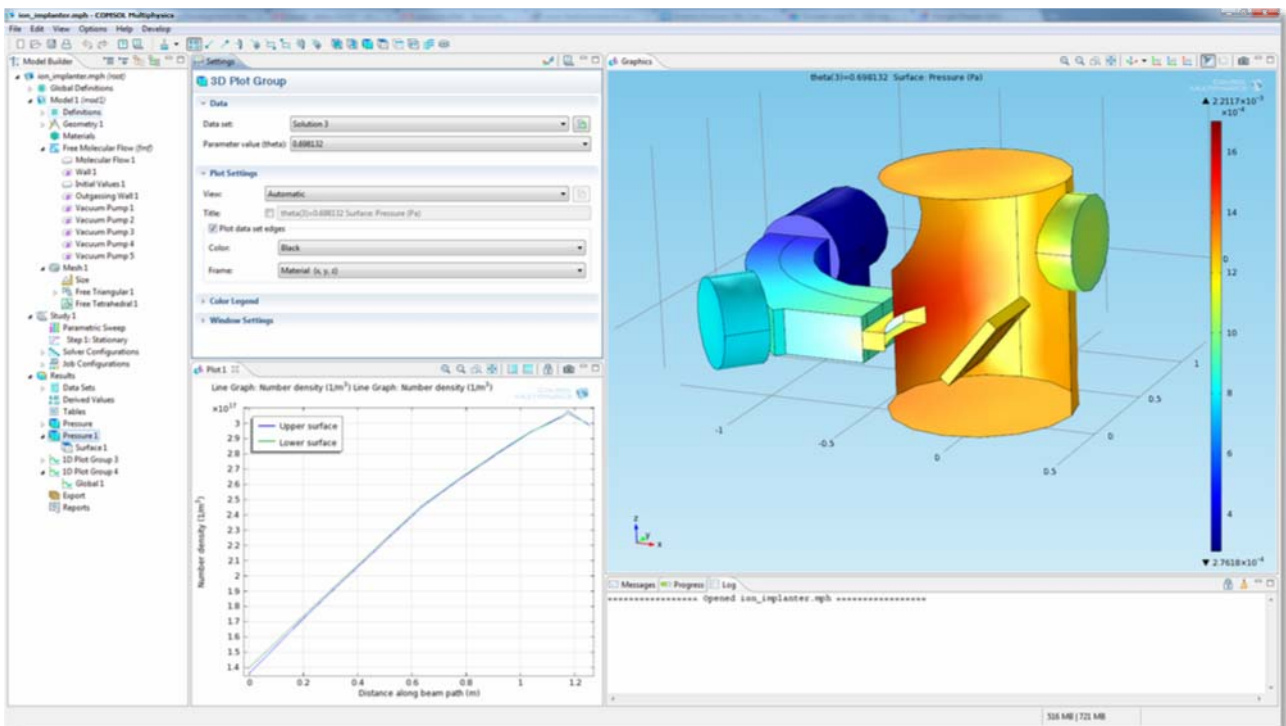 ion_implanter.mph - COMSOL Multiphysics
File Edit View Options Help Develop
Model Builder
ion_implanter.mph (root)
Global Definitions
Model 1 (mod1)
Definitions
Geometry 1
Materials
Free Molecular Flow (fmf)
Molecular Flow 1
Wall 1
Initial Values 1
Outgassing Wall 1
Vacuum Pump 1
Vacuum Pump 2
Vacuum Pump 3
Vacuum Pump 4
Vacuum Pump 5
Mesh 1
Size
Free Triangular 1
Free Tetrahedral 1
Study 1
Parametric Sweep
Step 1: Stationary
Solver Configurations
Job Configurations
Results
Data Sets
Derived Values
Tables
Pressure
Pressure 1
Surface 1
1D Plot Group 3
1D Plot Group 4
Global 1
Export
Reports
Settings
3D Plot Group
Data
Data set: Solution 3
Parameter value (theta): 0.698132
Plot Settings
View: Automatic
Title: theta(3)=0.698132 Surface: Pressure (Pa)
Plot data set edges
Color: Black
Frame: Material (x, y, z)
Color Legend
Window Settings
Plot 1
Line Graph: Number density (1/m³) Line Graph: Number density (1/m³)
×10¹⁷
Upper surface
Lower surface
3
2.9
2.8
2.7
2.6
2.5
2.4
2.3
2.2
2.1
2
1.9
1.8
1.7
1.6
1.5
1.4
Number density (1/m³)
0 0.2 0.4 0.6 0.8 1 1.2
Distance along beam path (m)
Graphics
theta(3)=0.698132 Surface: Pressure (Pa)
▲ 2.2117×10⁻³
×10⁻⁴
16
14
12
10
8
6
4
▼ 2.7618×10⁻⁴
-1
-0.5
0
0.5
0
0.5
1
0
z
y
x
Messages Progress Log
================= Opened ion_implanter.mph =================
516 MB | 721 MB